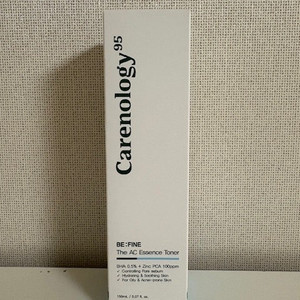 Carenology95
BE:FINE
The AC Essence Toner
BHA 0.5% + Zinc PCA 100ppm
✓ Controlling Pore sebum
✓ Hydrating & Soothing Skin
✓ For Oily & Acne-prone Skin
150ml / 5.07 fl. oz.